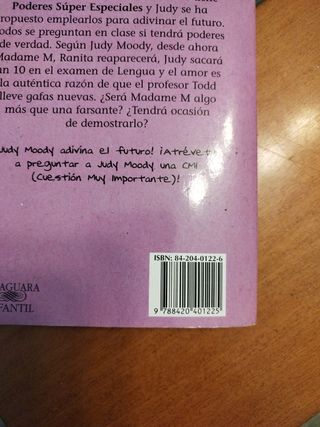 Poderes Súper Especiales y Judy se ha
propuesto emplearlos para adivinar el futuro.
odos se preguntan en clase si tendrá poderes
de verdad. Según Judy Moody, desde ahora
Madame M, Ranita reaparecerá, Judy sacará
un 10 en el examen de Lengua y el amor es
la auténtica razón de que el profesor Todd
lleve gafas nuevas. ¿Será Madame M algo
más que una farsante? ¿Tendrá ocasión
de demostrarlo?
Judy Moody adivina el futuro! ¡Atrévete
a preguntar a Judy Moody una CMI
(Cuestión Muy Importante)!
ISBN: 84-204-0122-6
9 788420 401225
AGUARA
FANTIL